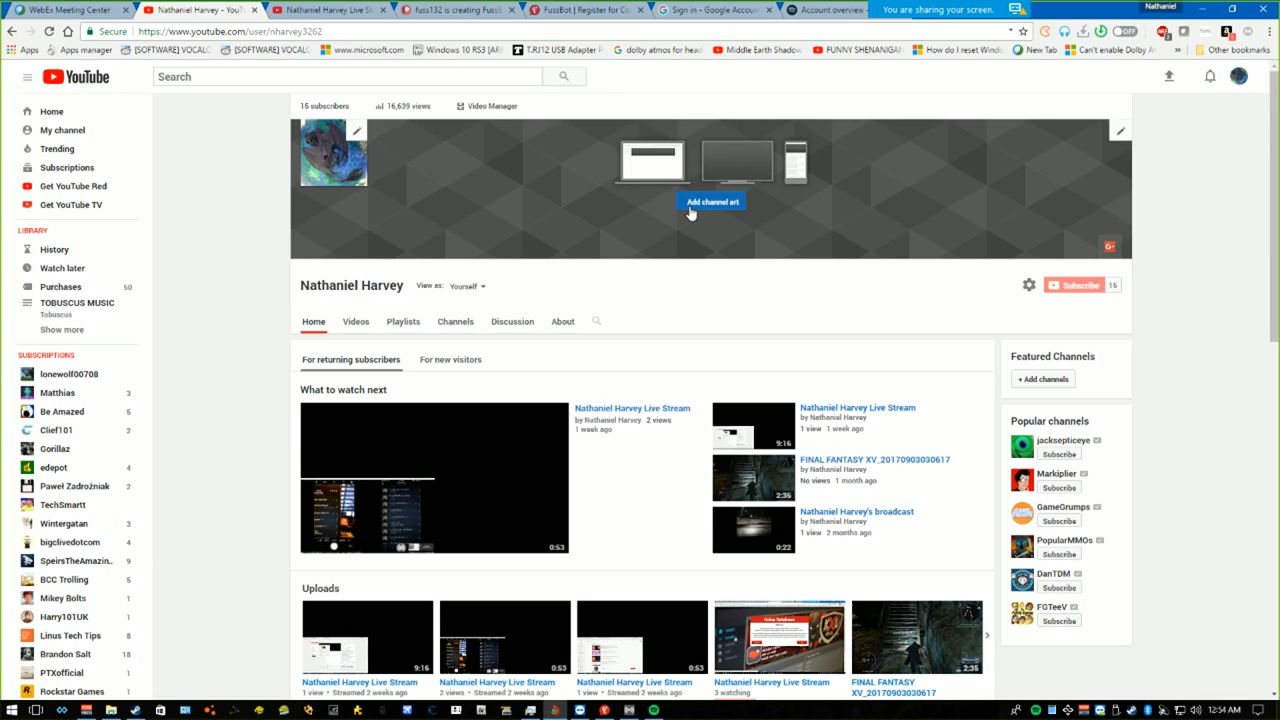 WebEx Meeting Center
Nathaniel Harvey - YouT
Nathaniel Harvey Live St
fuss132 is creating Fuss
FussBot | Register for C
Sign in - Google Accoun
Account overview -
You are sharing your screen.
Nathaniel
Secure
https://www.youtube.com/user/nharvey3262
Apps
Apps manager
[SOFTWARE] VOCALO
[SOFTWARE] VOCALO
www.microsoft.com
Windows 10 RS3 [ARM
T.RJ12 USB Adapter P
dolby atmos for head
Middle Earth Shadow
FUNNY SHENANIGAN
How do I reset Windo
New Tab
Can't enable Dolby A
Other bookmarks
YouTube
Search
15 subscribers
16,639 views
Video Manager
Home
My channel
Trending
Subscriptions
Get YouTube Red
Get YouTube TV
LIBRARY
History
Watch later
Purchases 50
TOBUSCUS MUSIC
Tobuscus
Show more
SUBSCRIPTIONS
lonewolf00708
Matthias 3
Be Amazed 5
Clief101 2
Gorillaz
edepot 4
Paweł Zadrożniak 2
TechSmartt
Wintergatan 3
bigclivedotcom 4
SpeirsTheAmazin... 9
BCC Trolling 5
Mikey Bolts 1
Harry101UK 1
Linus Tech Tips 8
Brandon Salt 18
PTXofficial 1
Rockstar Games 1
Add channel art
Nathaniel Harvey
View as: Yourself
Subscribe 15
Home Videos Playlists Channels Discussion About
For returning subscribers
For new visitors
What to watch next
0:53
Nathaniel Harvey Live Stream
by Nathaniel Harvey 2 views
1 week ago
9:16
Nathaniel Harvey Live Stream
by Nathaniel Harvey
1 view 1 week ago
2:35
FINAL FANTASY XV_20170903030617
by Nathaniel Harvey
No views 1 month ago
0:22
Nathaniel Harvey's broadcast
by Nathaniel Harvey
1 view 2 months ago
Featured Channels
+ Add channels
Popular channels
jacksepticeye
Subscribe
Markiplier
Subscribe
GameGrumps
Subscribe
PopularMMOs
Subscribe
DanTDM
Subscribe
FGTeeV
Subscribe
Uploads
9:16
Nathaniel Harvey Live Stream
1 view • Streamed 2 weeks ago
0:53
Nathaniel Harvey Live Stream
2 views • Streamed 2 weeks ago
0:53
Nathaniel Harvey Live Stream
1 view • Streamed 2 weeks ago
Nathaniel Harvey Live Stream
3 watching
2:35
FINAL FANTASY
XV_20170903030617
12:54 AM